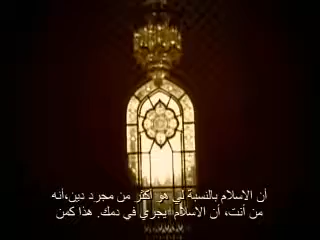 أن الاسلام بالنسبة لي هو أكثر من مجرد دين،أنه
من أنت، أن الاسلام  يجري في دمك. هذا كمن